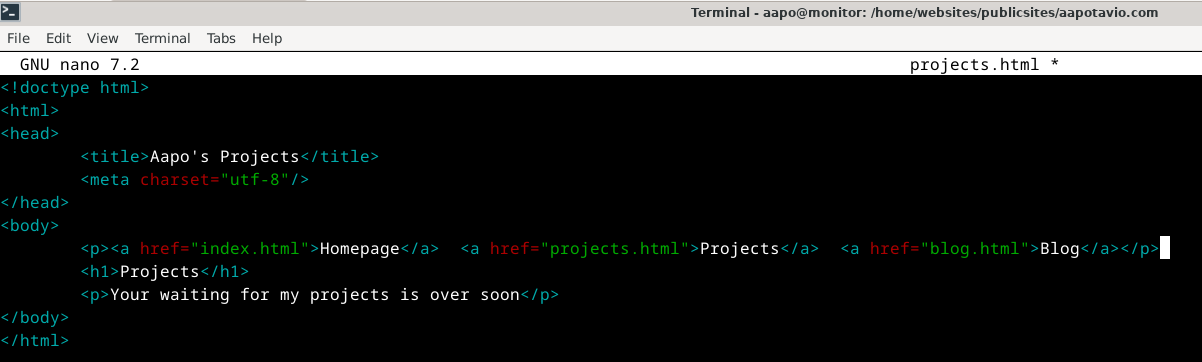 Terminal - aapo@monitor: /home/websites/publicsites/aapotavio.com
File Edit View Terminal Tabs Help
GNU nano 7.2 projects.html *
<!doctype html>
<html>
<head>
        <title>Aapo's Projects</title>
        <meta charset="utf-8"/>
</head>
<body>
        <p><a href="index.html">Homepage</a>  <a href="projects.html">Projects</a>  <a href="blog.html">Blog</a></p>
        <h1>Projects</h1>
        <p>Your waiting for my projects is over soon</p>
</body>
</html>